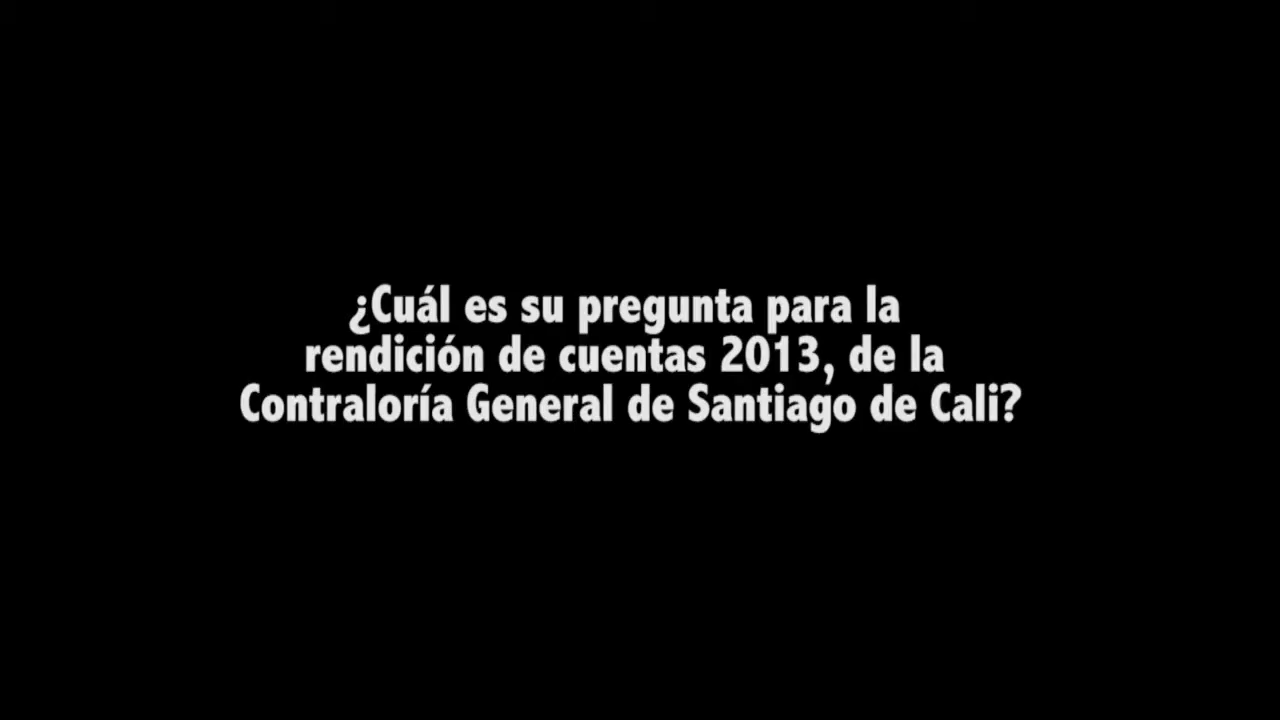 ¿Cuál es su pregunta para la
rendición de cuentas 2013, de la
Contraloría General de Santiago de Cali?